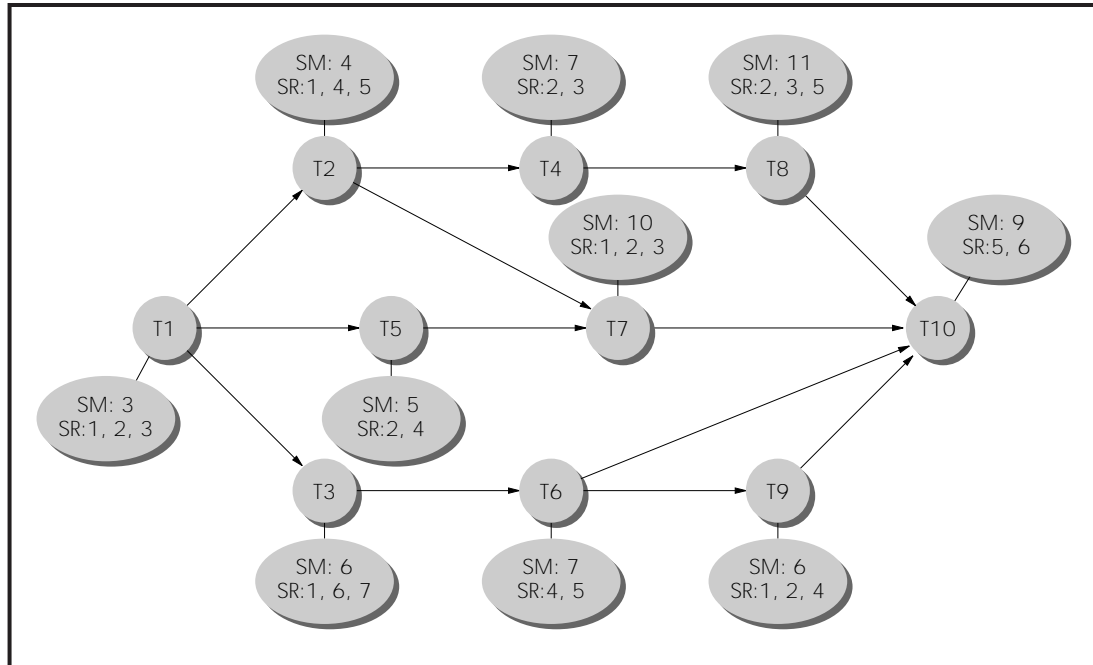 SM: 4
SR:1, 4, 5
SM: 7
SR:2, 3
SM: 11
SR:2, 3, 5
T2
T4
T8
SM: 10
SR:1, 2, 3
SM: 9
SR:5, 6
T1
T5
T7
T10
SM: 3
SR:1, 2, 3
SM: 5
SR:2, 4
T3
T6
T9
SM: 6
SR:1, 6, 7
SM: 7
SR:4, 5
SM: 6
SR:1, 2, 4